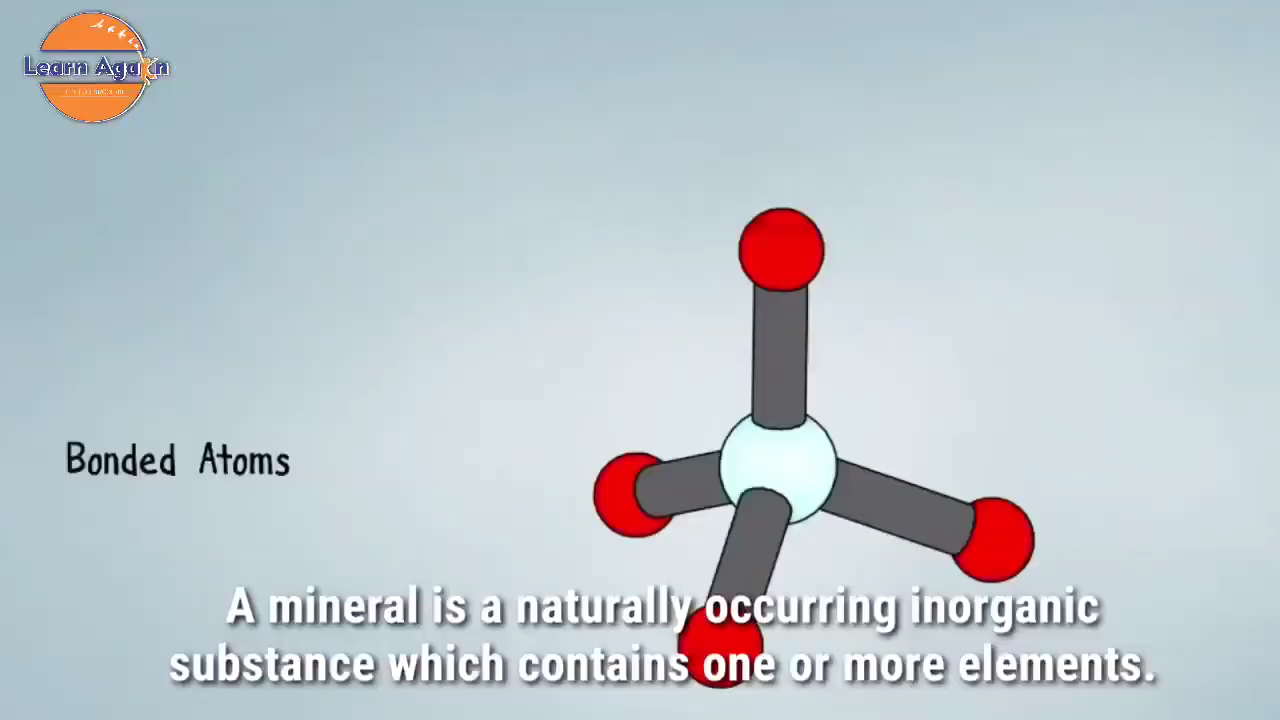 Learn Again
Bonded Atoms
A mineral is a naturally occurring inorganic
substance which contains one or more elements.